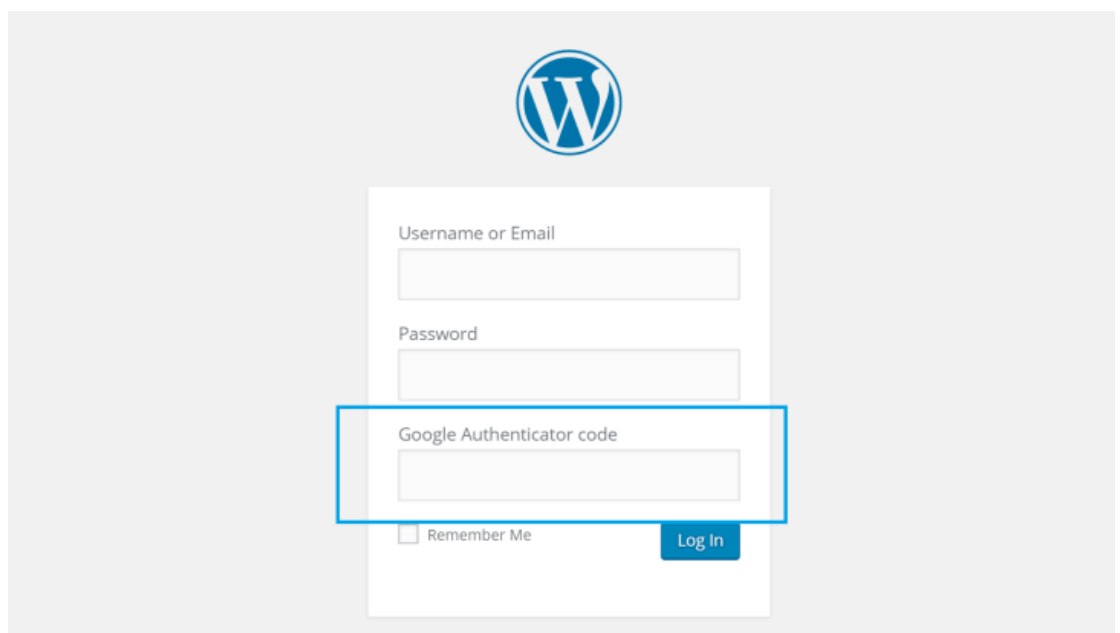 Username or Email
Password
Google Authenticator code
Remember Me
Log In